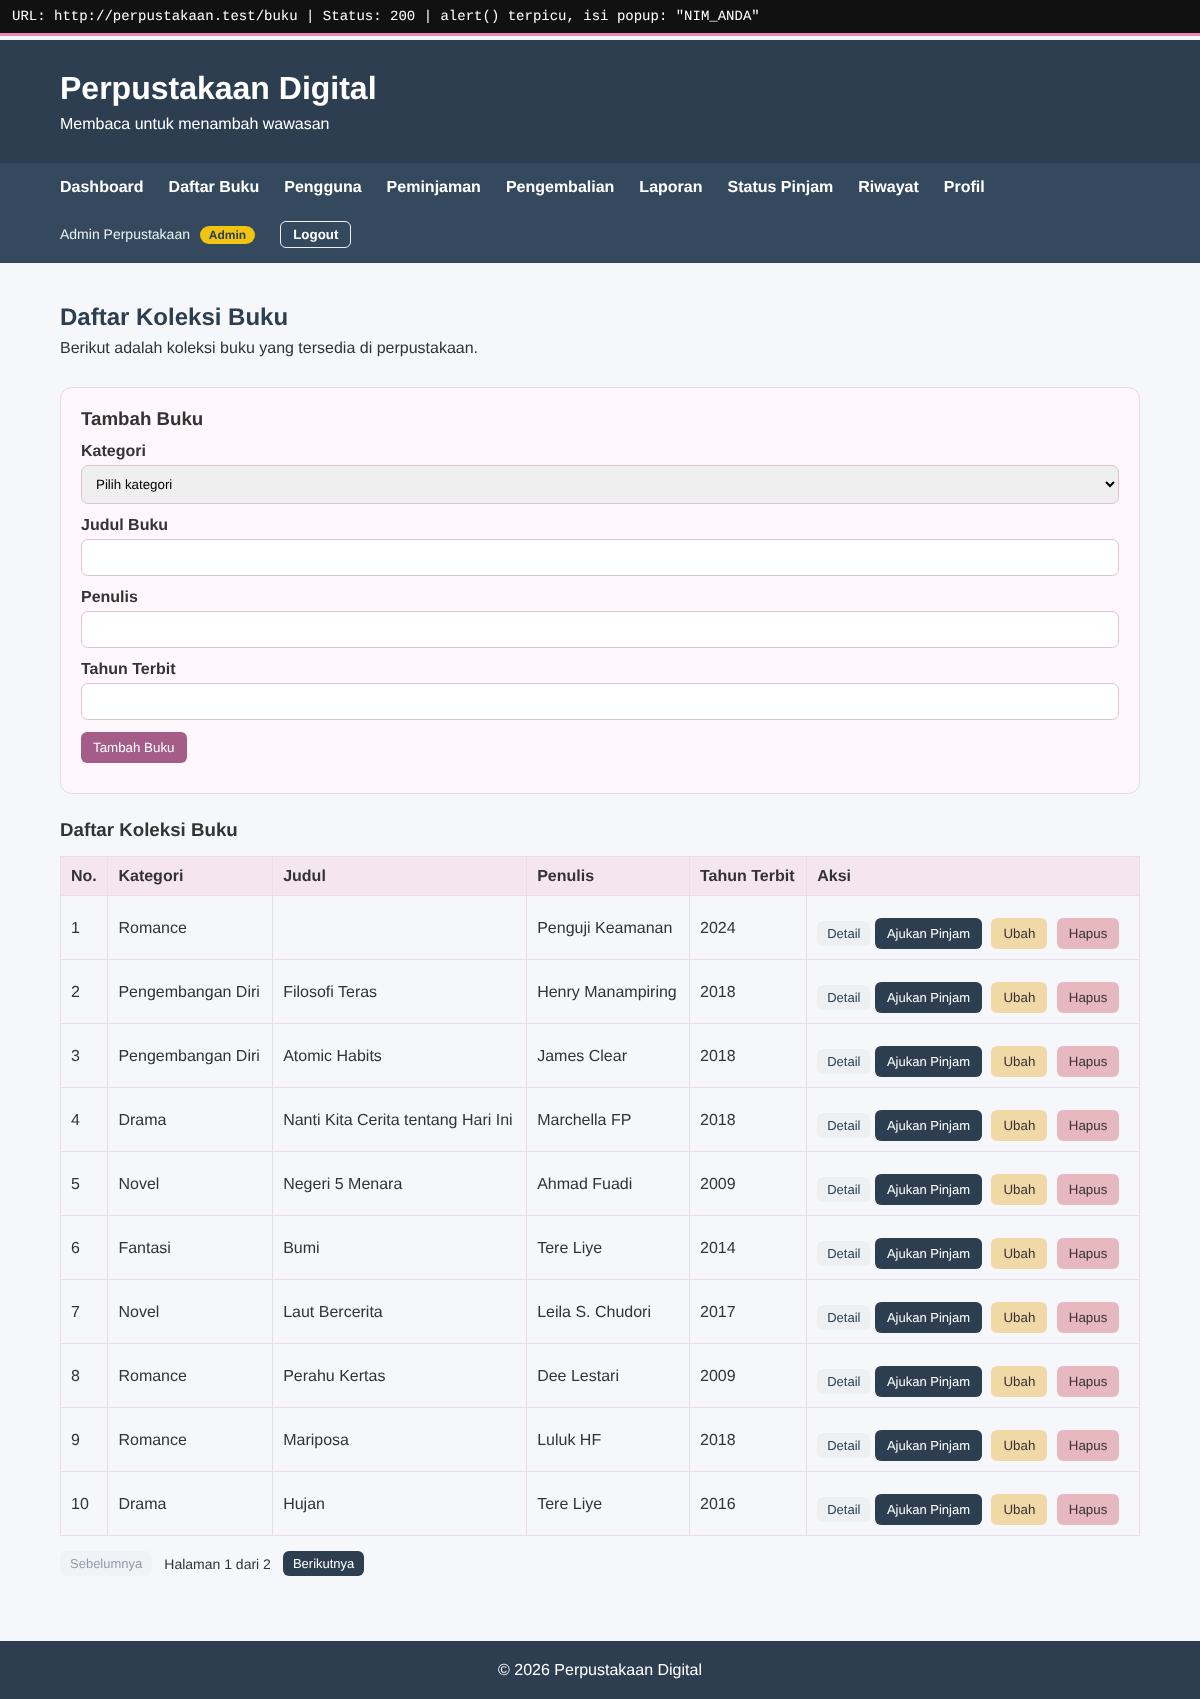 URL: http://perpustakaan.test/buku | Status: 200 | alert() terpicu, isi popup: "NIM_ANDA"
Perpustakaan Digital
Membaca untuk menambah wawasan
Dashboard Daftar Buku Pengguna Peminjaman Pengembalian Laporan Status Pinjam Riwayat Profil
Admin Perpustakaan Admin Logout
Daftar Koleksi Buku
Berikut adalah koleksi buku yang tersedia di perpustakaan.
Tambah Buku
Kategori
Pilih kategori
Judul Buku
Penulis
Tahun Terbit
Tambah Buku
Daftar Koleksi Buku
No. Kategori Judul Penulis Tahun Terbit Aksi
1 Romance Penguji Keamanan 2024 Detail Ajukan Pinjam Ubah Hapus
2 Pengembangan Diri Filosofi Teras Henry Manampiring 2018 Detail Ajukan Pinjam Ubah Hapus
3 Pengembangan Diri Atomic Habits James Clear 2018 Detail Ajukan Pinjam Ubah Hapus
4 Drama Nanti Kita Cerita tentang Hari Ini Marchella FP 2018 Detail Ajukan Pinjam Ubah Hapus
5 Novel Negeri 5 Menara Ahmad Fuadi 2009 Detail Ajukan Pinjam Ubah Hapus
6 Fantasi Bumi Tere Liye 2014 Detail Ajukan Pinjam Ubah Hapus
7 Novel Laut Bercerita Leila S. Chudori 2017 Detail Ajukan Pinjam Ubah Hapus
8 Romance Perahu Kertas Dee Lestari 2009 Detail Ajukan Pinjam Ubah Hapus
9 Romance Mariposa Luluk HF 2018 Detail Ajukan Pinjam Ubah Hapus
10 Drama Hujan Tere Liye 2016 Detail Ajukan Pinjam Ubah Hapus
Sebelumnya Halaman 1 dari 2 Berikutnya
© 2026 Perpustakaan Digital